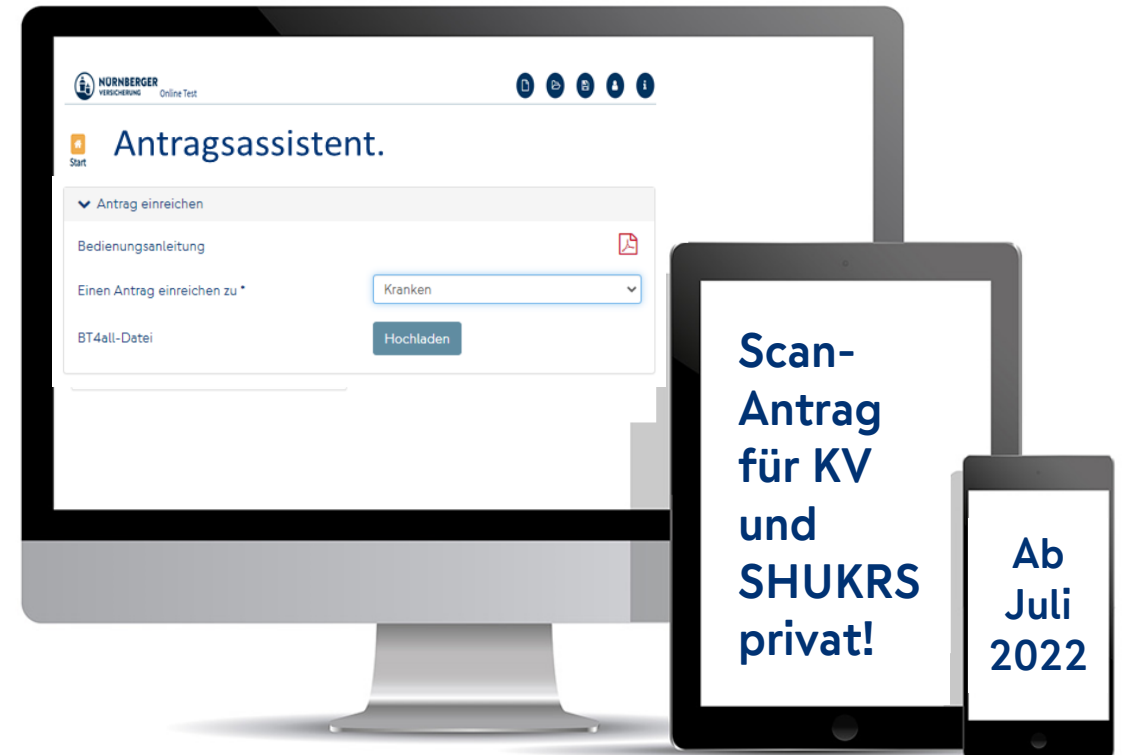 NÜRNBERGER
VERSICHERUNG Online Test
Start
Antragsassistent.
Antrag einreichen
Bedienungsanleitung
Einen Antrag einreichen zu * Kranken
BT4all-Datei Hochladen
Scan-
Antrag
für KV
und
SHUKRS
privat!
Ab
Juli
2022